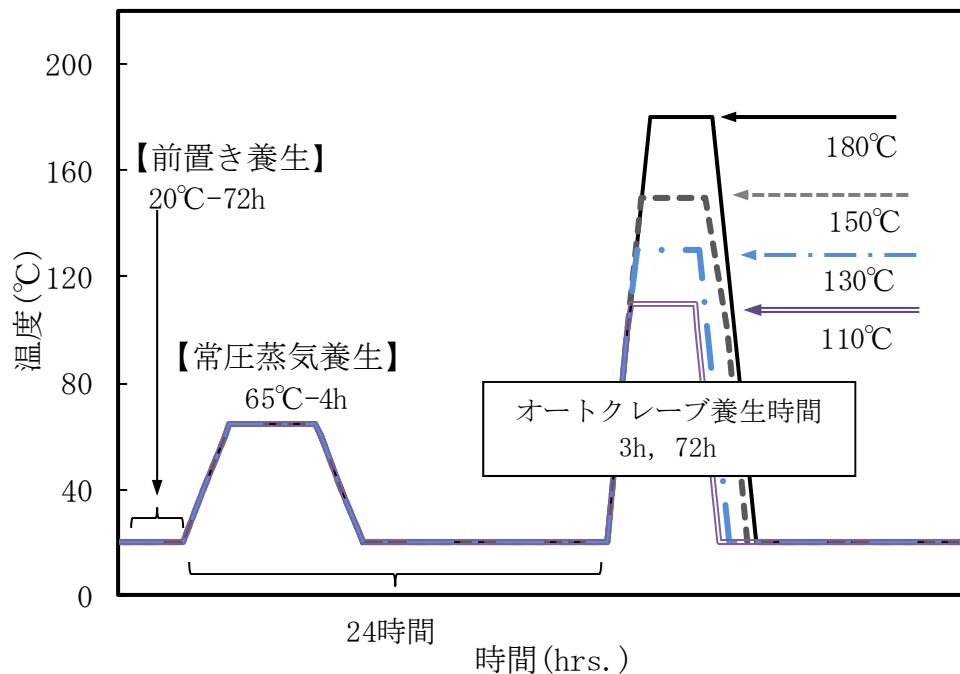 200
160
120
80
40
0
温度(℃)
【前置き養生】
20℃-72h
【常圧蒸気養生】
65℃-4h
180℃
150℃
130℃
110℃
オートクレーブ養生時間
3h, 72h
24時間
時間(hrs.)